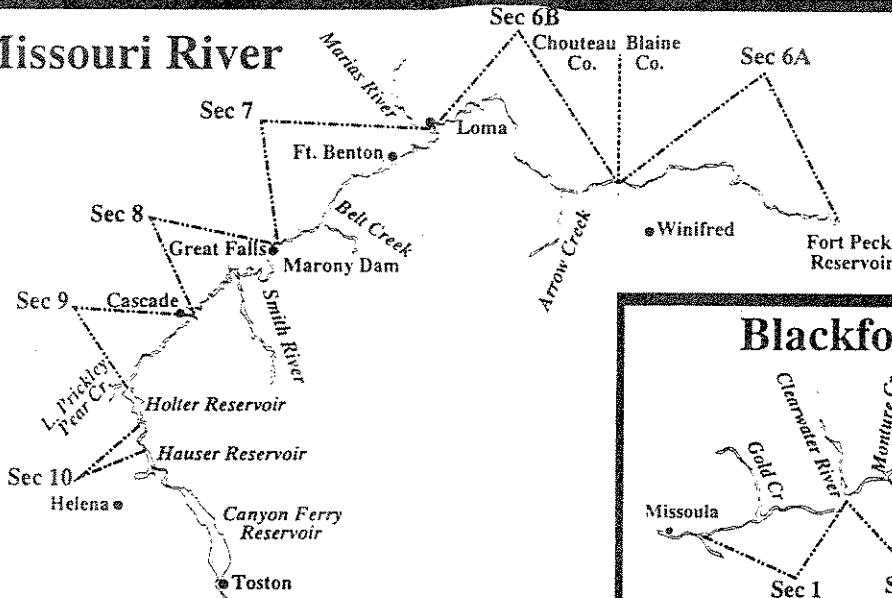 Missouri River
Sec 6B
Chouteau Blaine
Co. Co.
Sec 6A
Marias River
Sec 7
Loma
Ft. Benton
Sec 8
Belt Creek
Great Falls
Marony Dam
Arrow Creek
Winifred
Fort Peck
Reservoir
Sec 9
Cascade
Smith River
L. Prickley
Pear Cr.
Holter Reservoir
Hauser Reservoir
Sec 10
Helena
Canyon Ferry
Reservoir
Toston
Blackfo
Clearwater River
Monture C
Gold Cr
Missoula
Sec 1
S